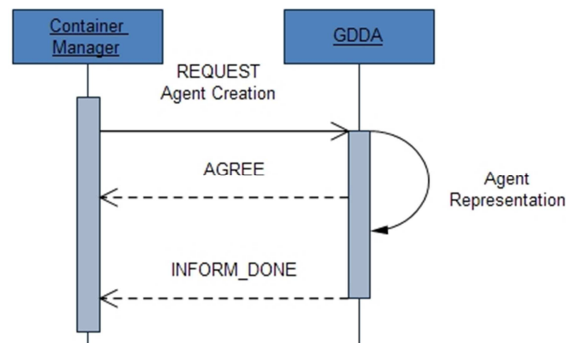 Container
Manager
GDDA
REQUEST
Agent Creation
AGREE
Agent
Representation
INFORM_DONE